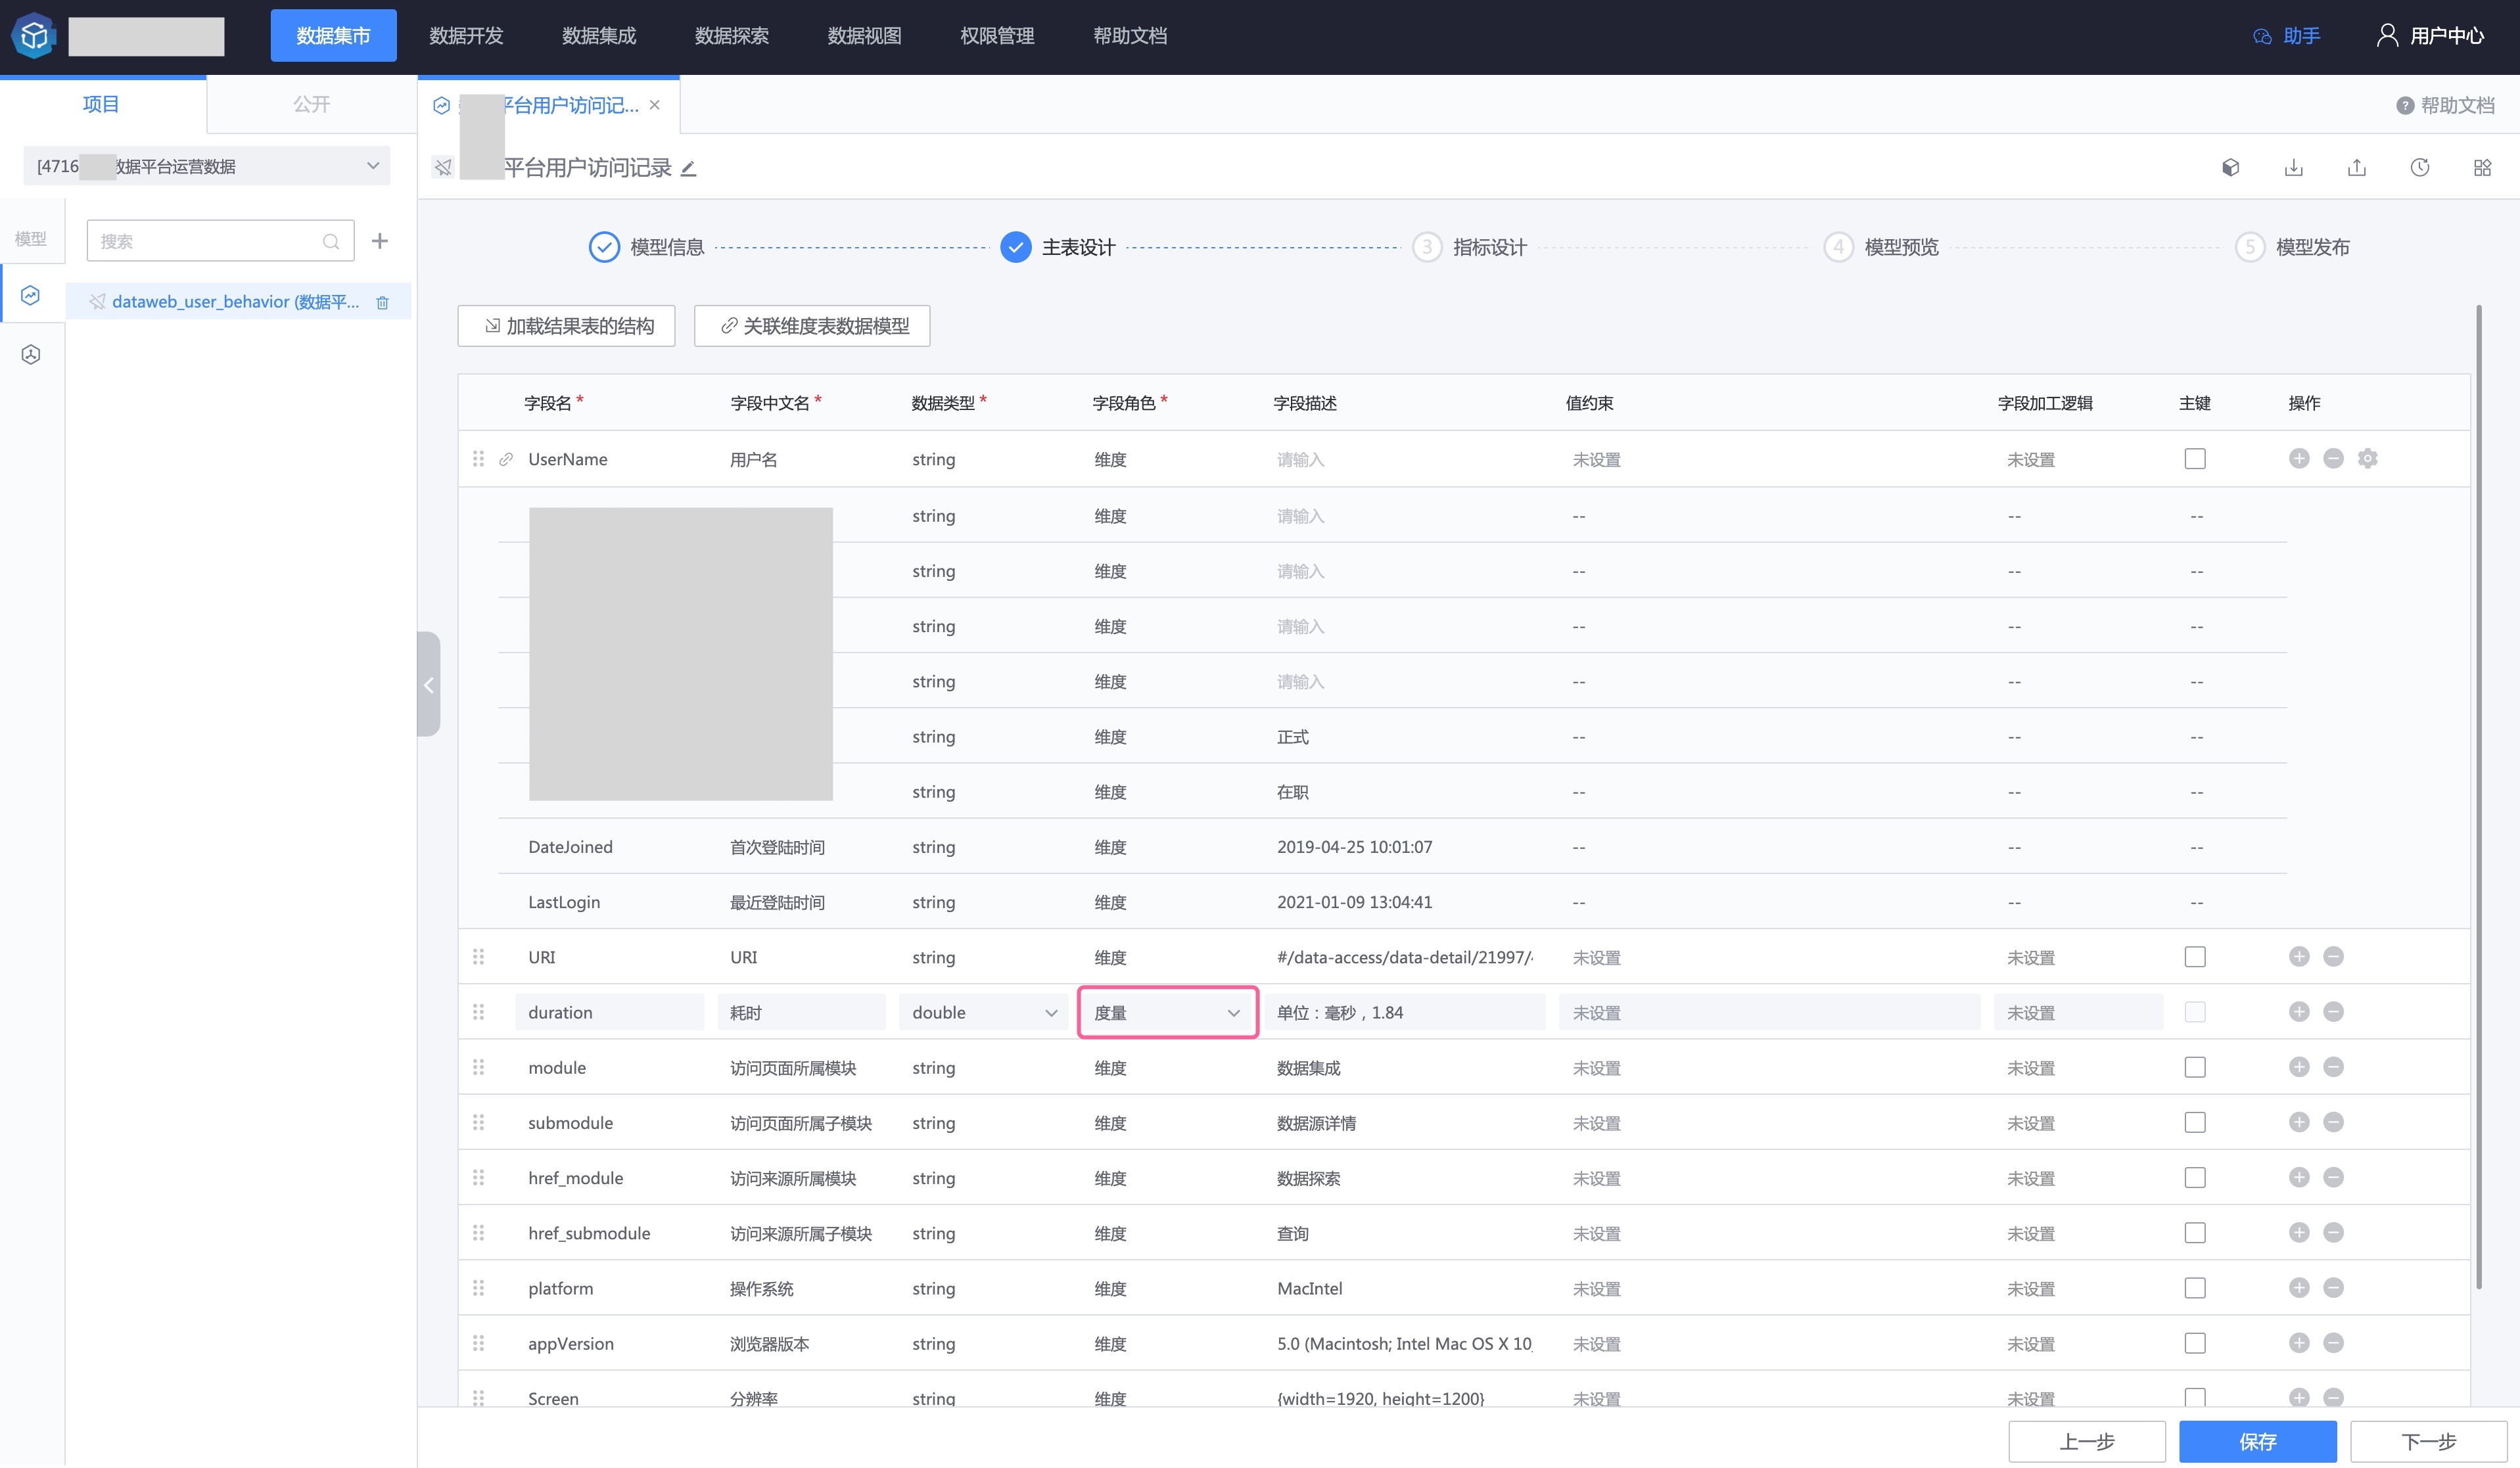 数据集市 数据开发 数据集成 数据探索 数据视图 权限管理 帮助文档 助手 用户中心
项目 公开 平台用户访问记... × ? 帮助文档
[4716 数据平台运营数据 平台用户访问记录
模型 搜索 + 模型信息 主表设计 3 指标设计 4 模型预览 5 模型发布
dataweb_user_behavior (数据平...
加载结果表的结构 关联维度表数据模型
字段名 * 字段中文名 * 数据类型 * 字段角色 * 字段描述 值约束 字段加工逻辑 主键 操作
UserName 用户名 string 维度 请输入 未设置 未设置
string 维度 请输入 -- -- --
string 维度 请输入 -- -- --
string 维度 请输入 -- -- --
string 维度 请输入 -- -- --
string 维度 正式 -- -- --
string 维度 在职 -- -- --
DateJoined 首次登陆时间 string 维度 2019-04-25 10:01:07 -- -- --
LastLogin 最近登陆时间 string 维度 2021-01-09 13:04:41 -- -- --
URI URI string 维度 #/data-access/data-detail/21997/ 未设置 未设置
duration 耗时 double 度量 单位：毫秒，1.84 未设置 未设置
module 访问页面所属模块 string 维度 数据集成 未设置 未设置
submodule 访问页面所属子模块 string 维度 数据源详情 未设置 未设置
href_module 访问来源所属模块 string 维度 数据探索 未设置 未设置
href_submodule 访问来源所属子模块 string 维度 查询 未设置 未设置
platform 操作系统 string 维度 MacIntel 未设置 未设置
appVersion 浏览器版本 string 维度 5.0 (Macintosh; Intel Mac OS X 10_ 未设置 未设置
Screen 分辨率 string 维度 {width=1920, height=1200} 未设置 未设置
上一步 保存 下一步